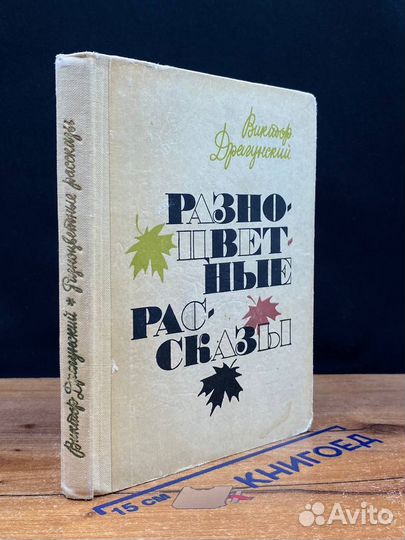 Виктор Драгунский * Разноцветные рассказы
Виктор
Драгунский
РАЗНО-
ЦВЕТ-
НЫЕ
РАС-
СКАЗЫ
15 СМ
КНИГОЕД
Avito